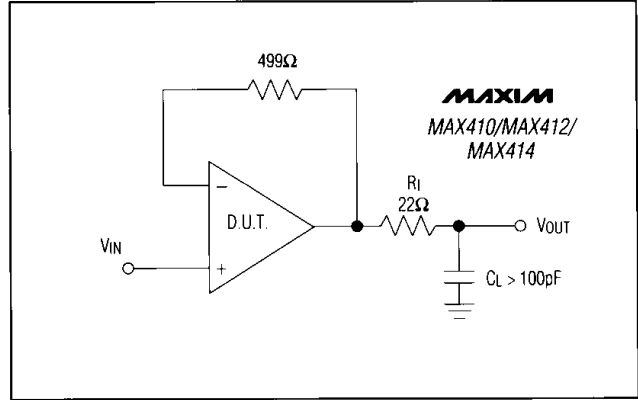 499Ω
MAXIM
MAX410/MAX412/
MAX414
RI
22Ω
−
D.U.T.
VIN
+
VOUT
CL > 100pF